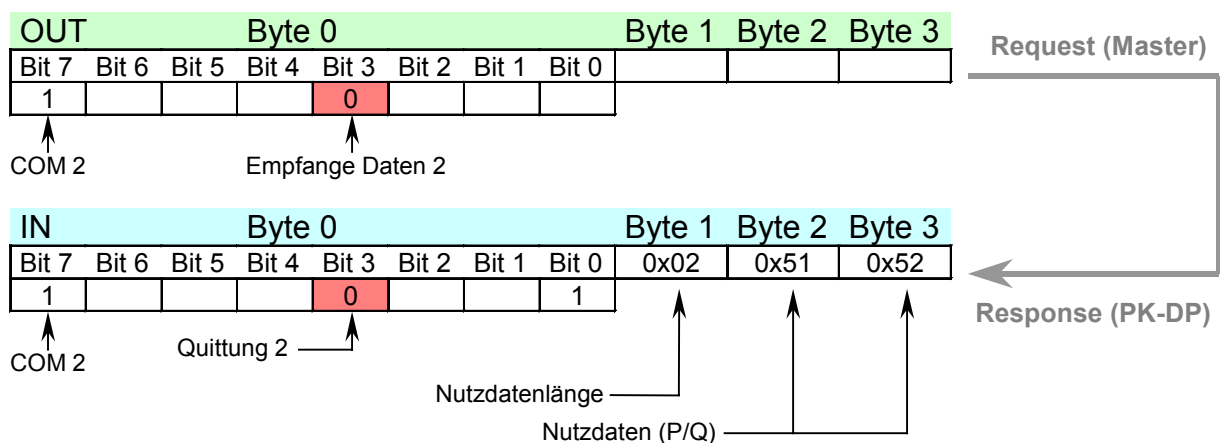 OUT Byte 0 Byte 1 Byte 2 Byte 3
Request (Master)
Bit 7 Bit 6 Bit 5 Bit 4 Bit 3 Bit 2 Bit 1 Bit 0
1 0
COM 2 Empfange Daten 2
IN Byte 0 Byte 1 Byte 2 Byte 3
Bit 7 Bit 6 Bit 5 Bit 4 Bit 3 Bit 2 Bit 1 Bit 0 0x02 0x51 0x52
1 0 1
Response (PK-DP)
Quittung 2
COM 2
Nutzdatenlänge
Nutzdaten (P/Q)